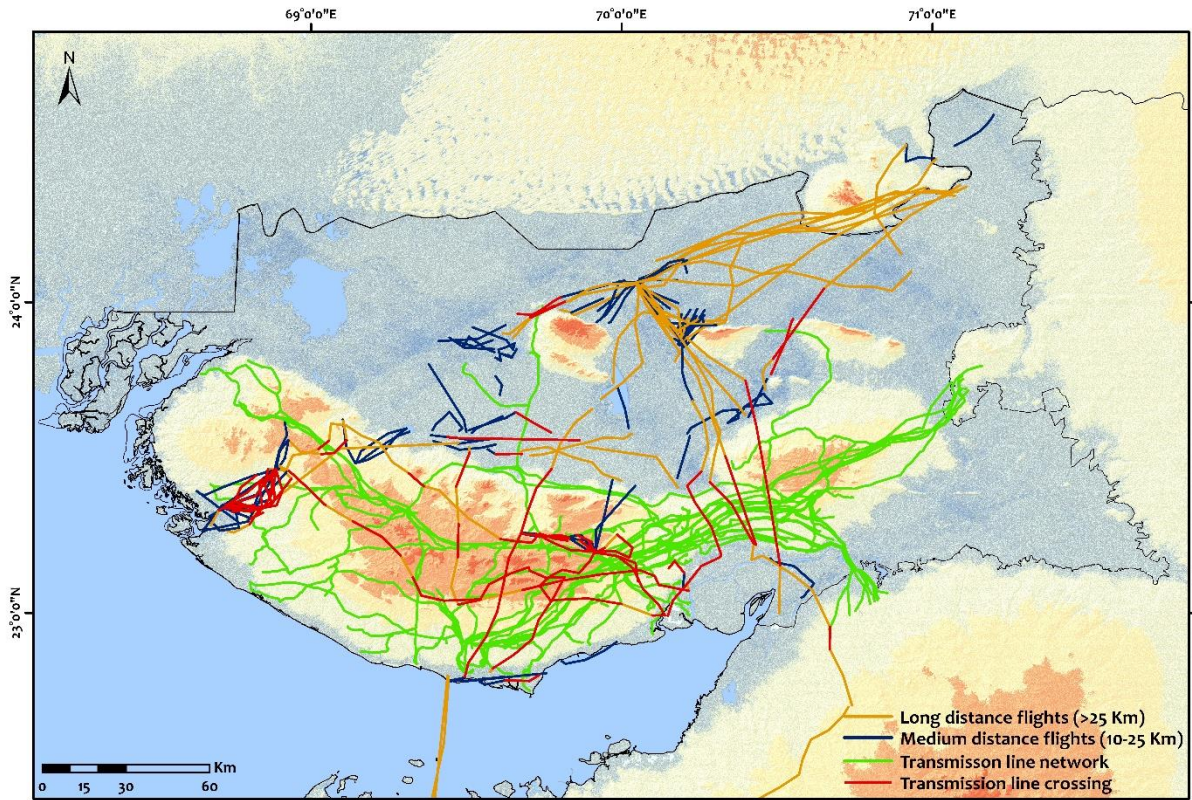 69°0'0"E 70°0'0"E 71°0'0"E
N
24°0'0"N
23°0'0"N
Long distance flights (>25 Km)
Medium distance flights (10-25 Km)
Transmisson line network
Transmission line crossing
Km
0 15 30 60